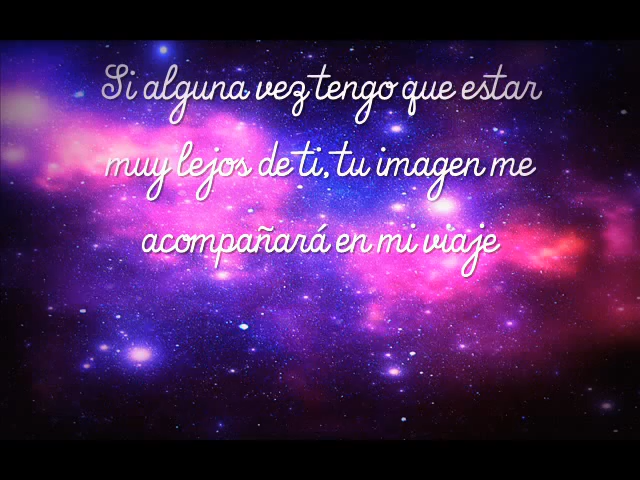 Si alguna vez tengo que estar
muy lejos de ti, tu imagen me
acompañará en mi viaje